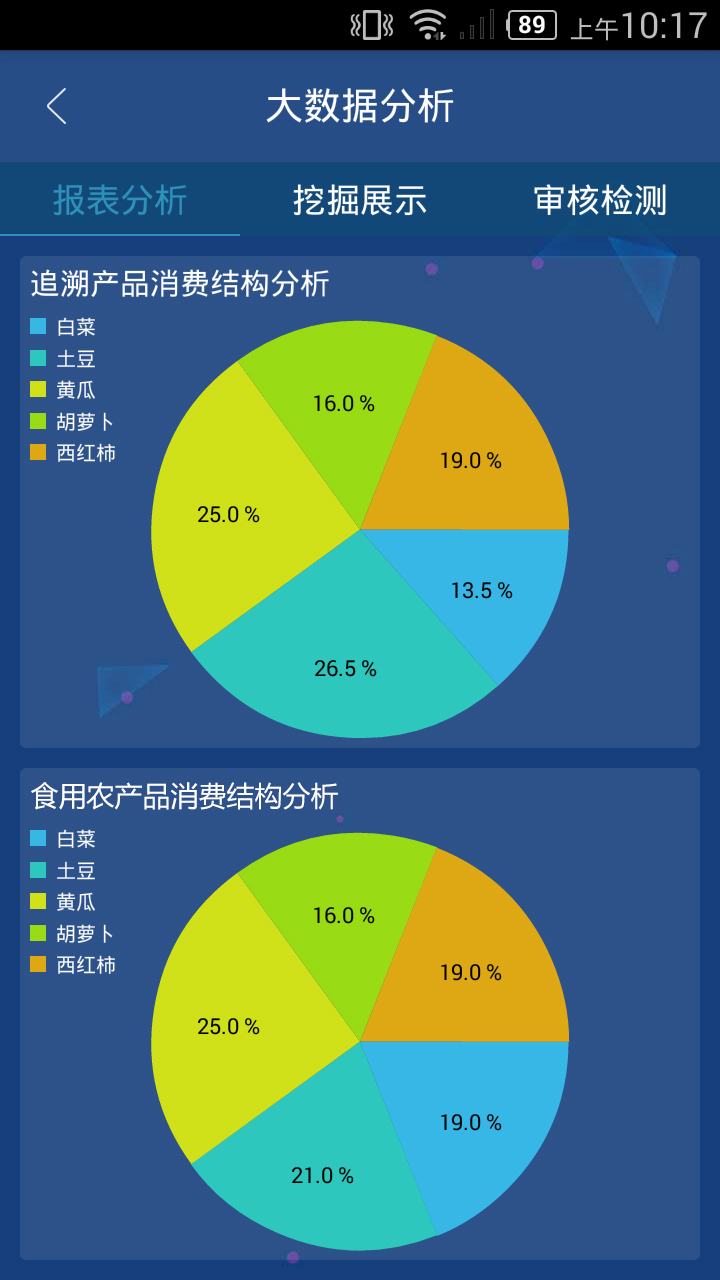 89 上午10:17
大数据分析
报表分析 挖掘展示 审核检测
追溯产品消费结构分析
白菜
土豆
黄瓜
胡萝卜
西红柿
16.0 %
19.0 %
25.0 %
13.5 %
26.5 %
食用农产品消费结构分析
白菜
土豆
黄瓜
胡萝卜
西红柿
16.0 %
19.0 %
25.0 %
19.0 %
21.0 %